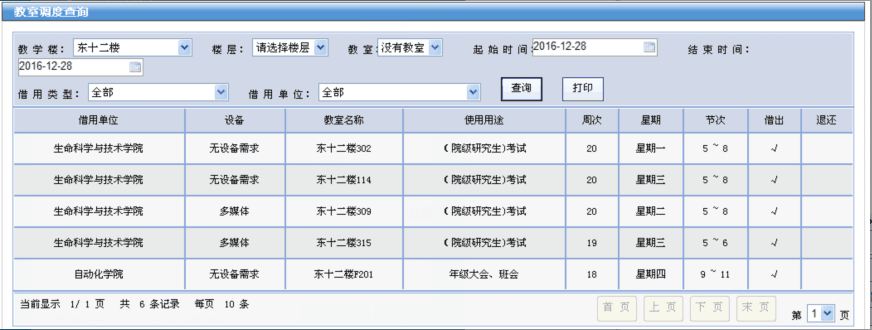 教室调度查询
教 学 楼： 东十二楼 楼 层： 请选择楼层 教 室： 没有教室 起 始 时 间： 2016-12-28 结 束 时 间：
2016-12-28
借 用 类 型： 全部 借 用 单 位： 全部 查询 打印
借用单位 设备 教室名称 使用用途 周次 星期 节次 借出 退还
生命科学与技术学院 无设备需求 东十二楼302 （院级研究生)考试 20 星期一 5 ~ 8 √
生命科学与技术学院 无设备需求 东十二楼114 （院级研究生)考试 20 星期三 5 ~ 8 √
生命科学与技术学院 多媒体 东十二楼309 （院级研究生)考试 20 星期二 5 ~ 8 √
生命科学与技术学院 多媒体 东十二楼315 （院级研究生)考试 19 星期三 5 ~ 6 √
自动化学院 无设备需求 东十二楼F201 年级大会、班会 18 星期四 9 ~ 11 √
当前显示 1/ 1 页 共 6 条记录 每页 10 条 首 页 上 页 下 页 末 页 第 1 页